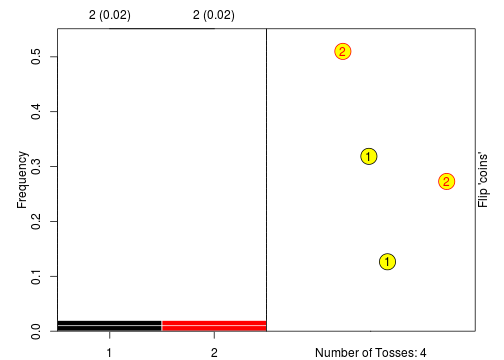 2 (0.02) 2 (0.02)
0.5
0.4
0.3
0.2
0.1
0.0
Frequency
1 2
2
1
2
1
Flip 'coins'
Number of Tosses: 4